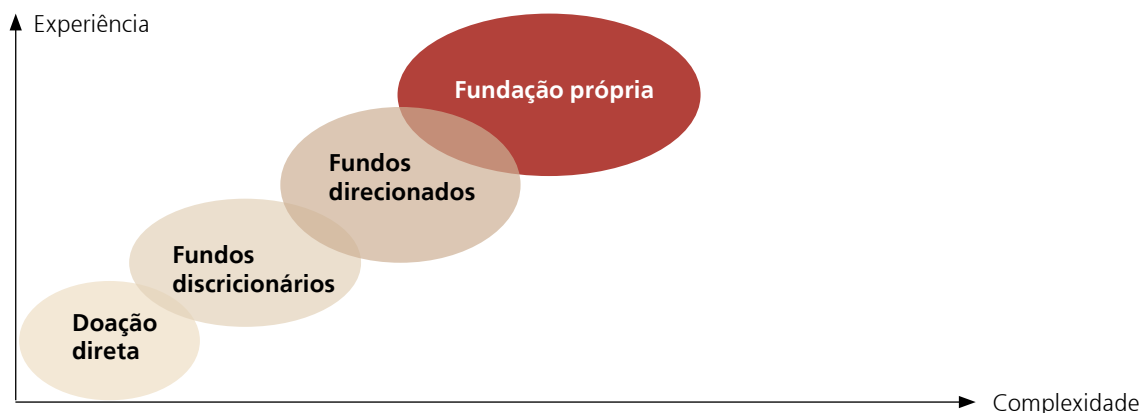 Experiência
Fundação própria
Fundos
direcionados
Fundos
discricionários
Doação
direta
Complexidade